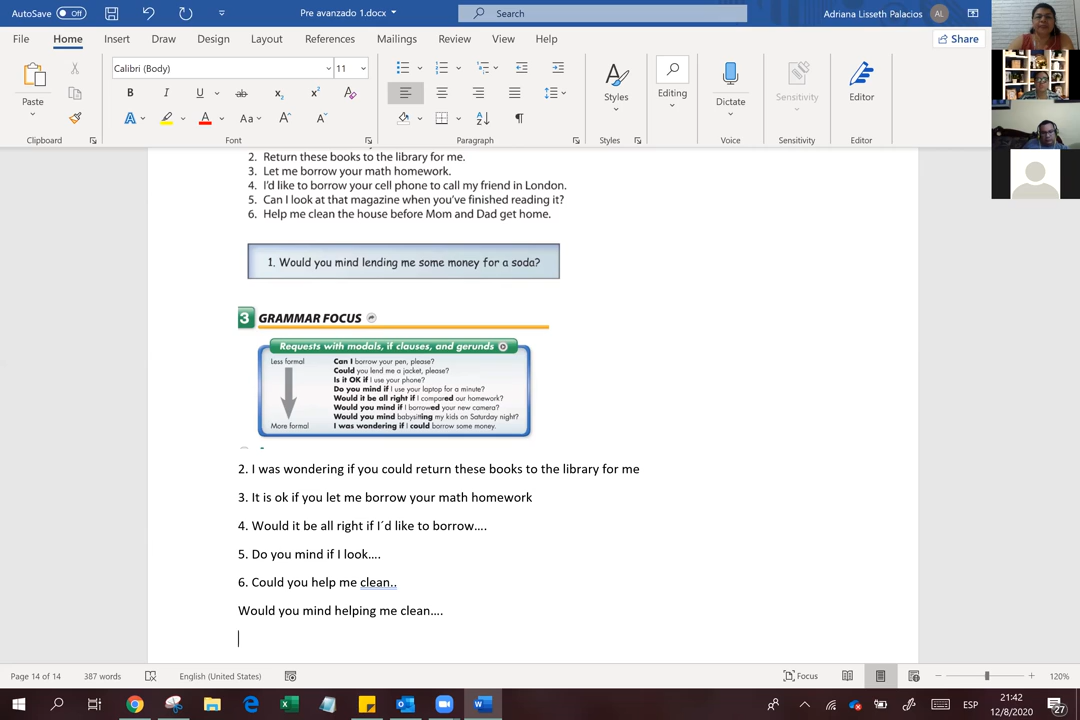 AutoSave Off Pre avanzado 1.docx Search Adriana Lisseth Palacios AL
File Home Insert Draw Design Layout References Mailings Review View Help Share
Calibri (Body) 11
Paste Styles Editing Dictate Sensitivity Editor
Clipboard Font Paragraph Styles Voice Sensitivity Editor
2. Return these books to the library for me.
3. Let me borrow your math homework.
4. I'd like to borrow your cell phone to call my friend in London.
5. Can I look at that magazine when you've finished reading it?
6. Help me clean the house before Mom and Dad get home.
1. Would you mind lending me some money for a soda?
3 GRAMMAR FOCUS
Requests with modals, if clauses, and gerunds
Less formal
Can I borrow your pen, please?
Could you lend me a jacket, please?
Is it OK if I use your phone?
Do you mind if I use your laptop for a minute?
Would it be all right if I compared our homework?
Would you mind if I borrowed your new camera?
Would you mind babysitting my kids on Saturday night?
More formal
I was wondering if I could borrow some money.
2. I was wondering if you could return these books to the library for me
3. It is ok if you let me borrow your math homework
4. Would it be all right if I´d like to borrow….
5. Do you mind if I look….
6. Could you help me clean..
Would you mind helping me clean….
Page 14 of 14 387 words English (United States) Focus 120%
ESP 21:42
12/8/2020 27